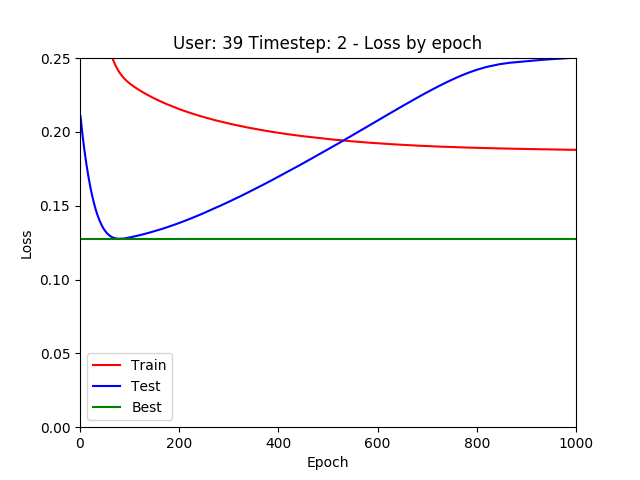 User: 39 Timestep: 2 - Loss by epoch
Loss
0.25
0.20
0.15
0.10
0.05
0.00
Train
Test
Best
0 200 400 600 800 1000
Epoch